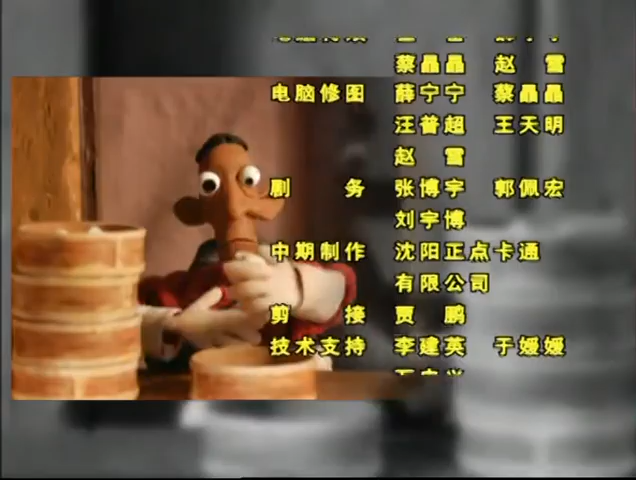 蔡晶晶 赵 雪
电脑修图 薛宁宁 蔡晶晶
汪普超 王天明
赵 雪
剧 务 张博宇 郭佩宏
刘宇博
中期制作 沈阳正点卡通
有限公司
剪 接 贾 鹏
技术支持 李建英 于媛媛